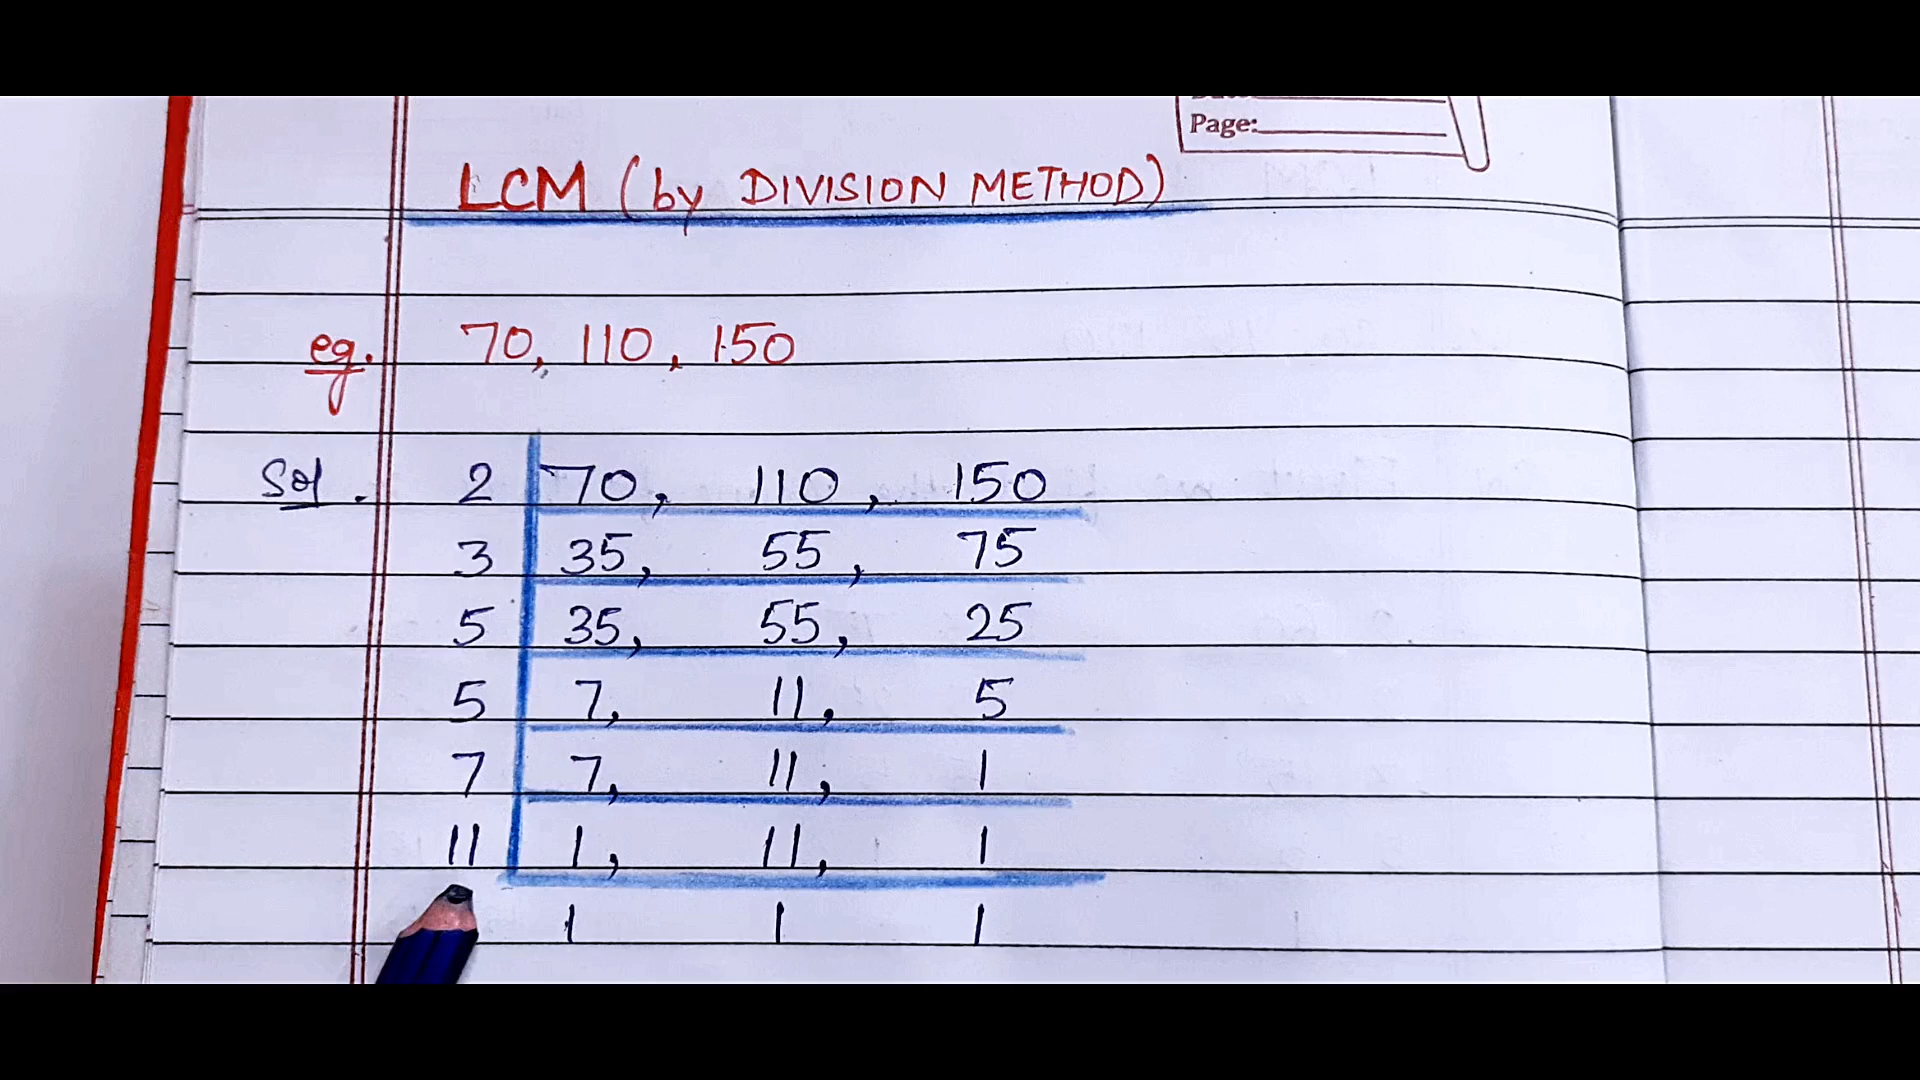 Page:
LCM (by DIVISION METHOD)
eg. 70, 110, 150
Sol. 2 70, 110, 150
3 35, 55, 75
5 35, 55, 25
5 7, 11, 5
7 7, 11, 1
11 1, 11, 1
1 1 1